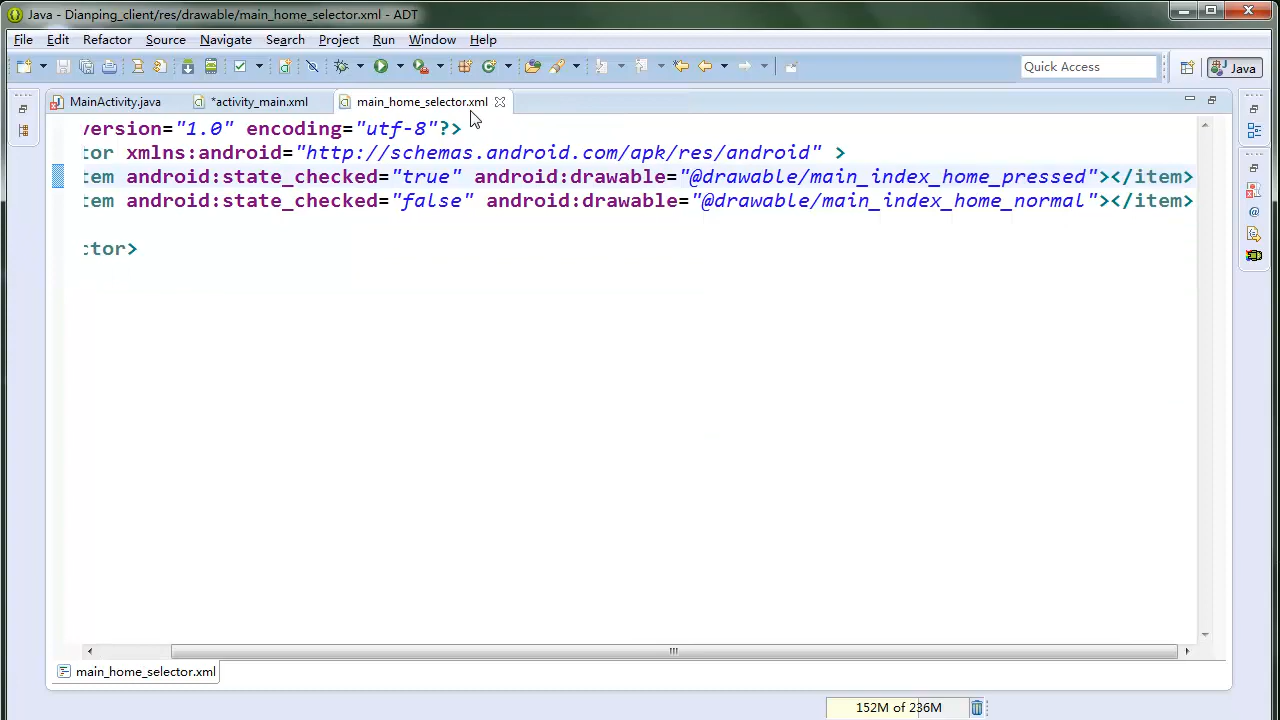 Java - Dianping_client/res/drawable/main_home_selector.xml - ADT
File Edit Refactor Source Navigate Search Project Run Window Help
Quick Access
Java
MainActivity.java
*activity_main.xml
main_home_selector.xml
version="1.0" encoding="utf-8"?>
tor xmlns:android="http://schemas.android.com/apk/res/android" >
tem android:state_checked="true" android:drawable="@drawable/main_index_home_pressed"></item>
tem android:state_checked="false" android:drawable="@drawable/main_index_home_normal"></item>
ctor>
main_home_selector.xml
152M of 236M